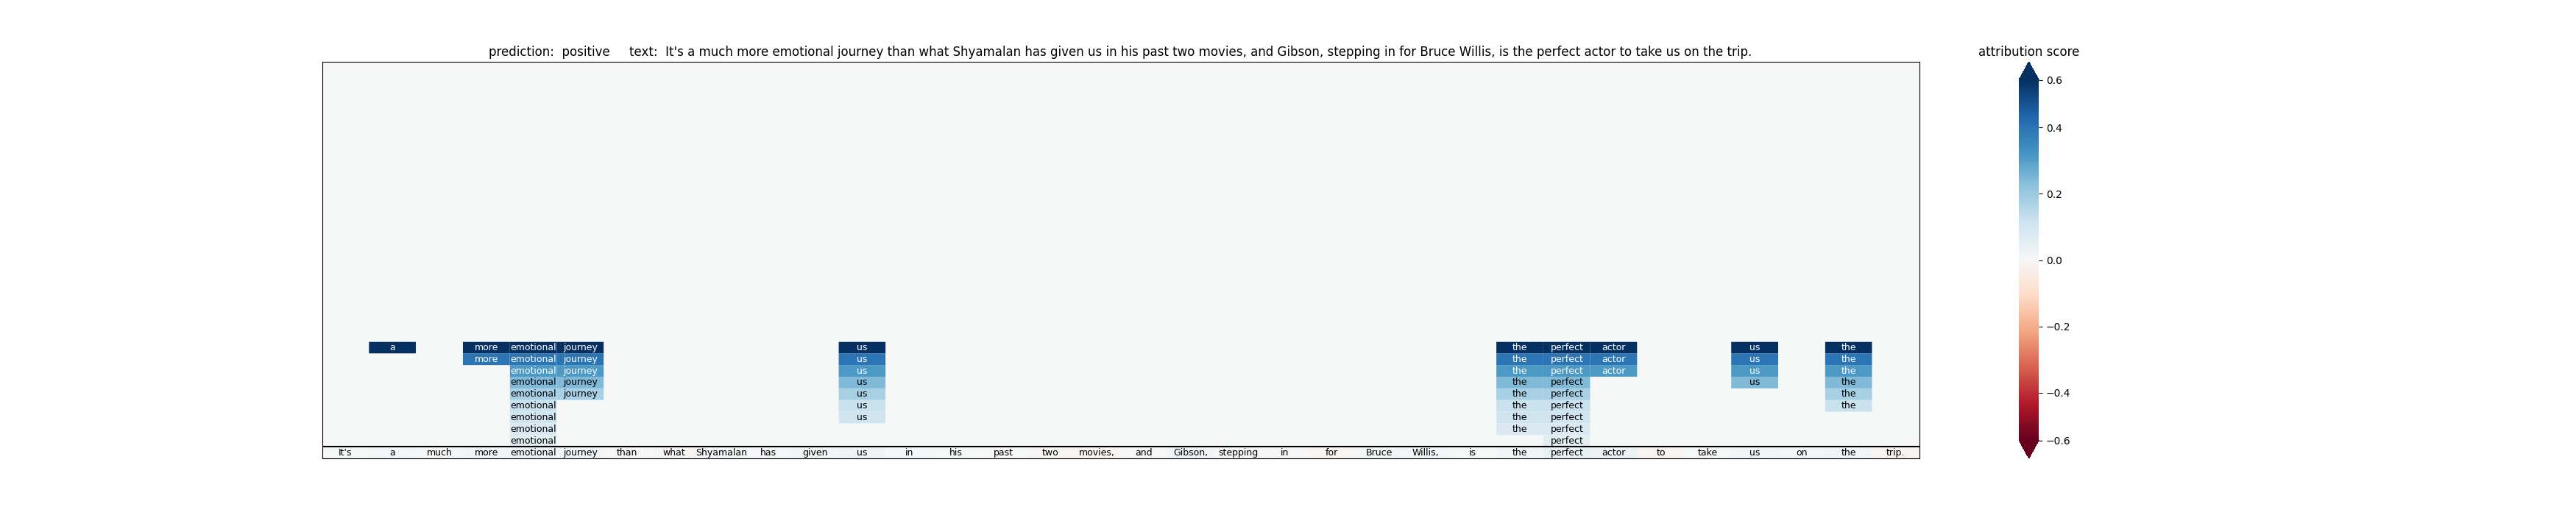 prediction:  positive     text:  It's a much more emotional journey than what Shyamalan has given us in his past two movies, and Gibson, stepping in for Bruce Willis, is the perfect actor to take us on the trip.
attribution score
0.6
0.4
0.2
0.0
−0.2
−0.4
−0.6
a more emotional journey us the perfect actor us the
more emotional journey us the perfect actor us the
emotional journey us the perfect actor us the
emotional journey us the perfect us the
emotional journey us the perfect the
emotional us the perfect the
emotional us the perfect
emotional the perfect
emotional perfect
It's a much more emotional journey than what Shyamalan has given us in his past two movies, and Gibson, stepping in for Bruce Willis, is the perfect actor to take us on the trip.